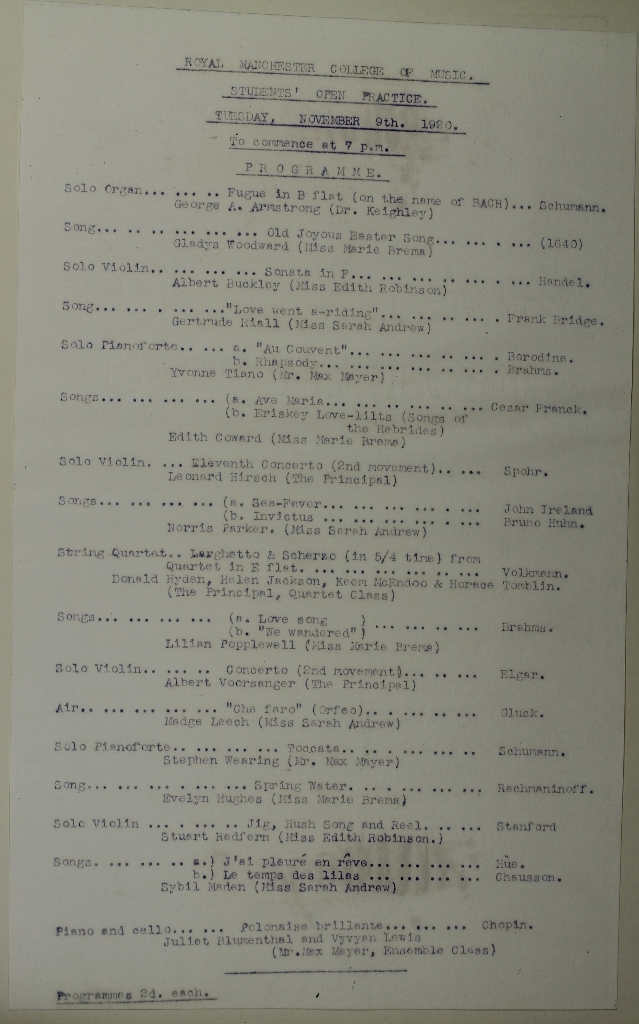 ROYAL MANCHESTER COLLEGE OF MUSIC.
STUDENTS' OPEN PRACTICE.
TUESDAY, NOVEMBER 9th. 1920.
To commence at 7 p.m.
PROGRAMME.
Solo Organ... ... .. Fugue in B flat (on the name of BACH)... Schumann.
George A. Armstrong (Dr. Keighley)
Song... .. .. ... ... ... Old Joyous Easter Song... ... . ... (1640)
Gladys Woodward (Miss Marie Brema)
Solo Violin.. ... ... ... Sonata in F... ... ... .. ... . ... Handel.
Albert Buckley (Miss Edith Robinson)
Song... ... . ... ..."Love went a-riding"... ... .. ... .. . Frank Bridge.
Gertrude Riall (Miss Sarah Andrew)
Solo Pianoforte.. .. ... a. "Au Couvent"... ... ... .. ... .. . Borodine.
b. Rhapsody... ... ... .. ... ... . Brahms.
Yvonne Tiano (Mr. Max Mayer)
Songs... ... ... ... (a. Ave Maria... ... .. .. ... .. Cesar Franck.
(b. Eriskey Love-lilts (Songs of
the Hebrides)
Edith Coward (Miss Marie Brema)
Solo Violin. ... Eleventh Concerto (2nd movement).. .. ... Spohr.
Leonard Hirsch (The Principal)
Songs... ... ... ... (a. Sea-Fever... ... ... .. . ... John Ireland
(b. Invictus ... ... ... ... . ... Bruno Huhn.
Norris Parker. (Miss Sarah Andrew)
String Quartet.. Larghetto & Scherzo (in 5/4 time) from
Quartet in E flat. ... ... ... ... .. ... Volkmann.
Donald Hyden, Helen Jackson, Keom McEndoo & Horace Tomblin.
(The Principal, Quartet Class)
Songs... ... ... ... (a. Love song )
(b. "We wandered") ... ... .. ... Brahms.
Lilian Popplewell (Miss Marie Brema)
Solo Violin.. ... .. Concerto (2nd movement)... ... .. Elgar.
Albert Voorsanger (The Principal)
Air.. ... ... ... ... "Che faro" (Orfeo).. . ... .. ... Gluck.
Madge Leech (Miss Sarah Andrew)
Solo Pianoforte.. ... ... ... Toccata.. .. . ... ... .. Schumann.
Stephen Wearing (Mr. Max Mayer)
Song... ... ... . ... ... Spring Water. .. . ... ... ... Rachmaninoff.
Evelyn Hughes (Miss Marie Brema)
Solo Violin ... . ... .. Jig, Hush Song and Reel. .. ... Stanford
Stuart Redfern (Miss Edith Robinson.)
Songs. ... ... .. a.) J'ai pleuré en rêve... ... ... ... Hüe.
b.) Le temps des lilas ... ... ... ... Chausson.
Sybil Maden (Miss Sarah Andrew)
Piano and cello... ... Polonaise brillante... ... ... Chopin.
Juliet Blumenthal and Vyvyan Lewis
(Mr.Max Mayer, Ensemble Class)
Programmes 2d. each.